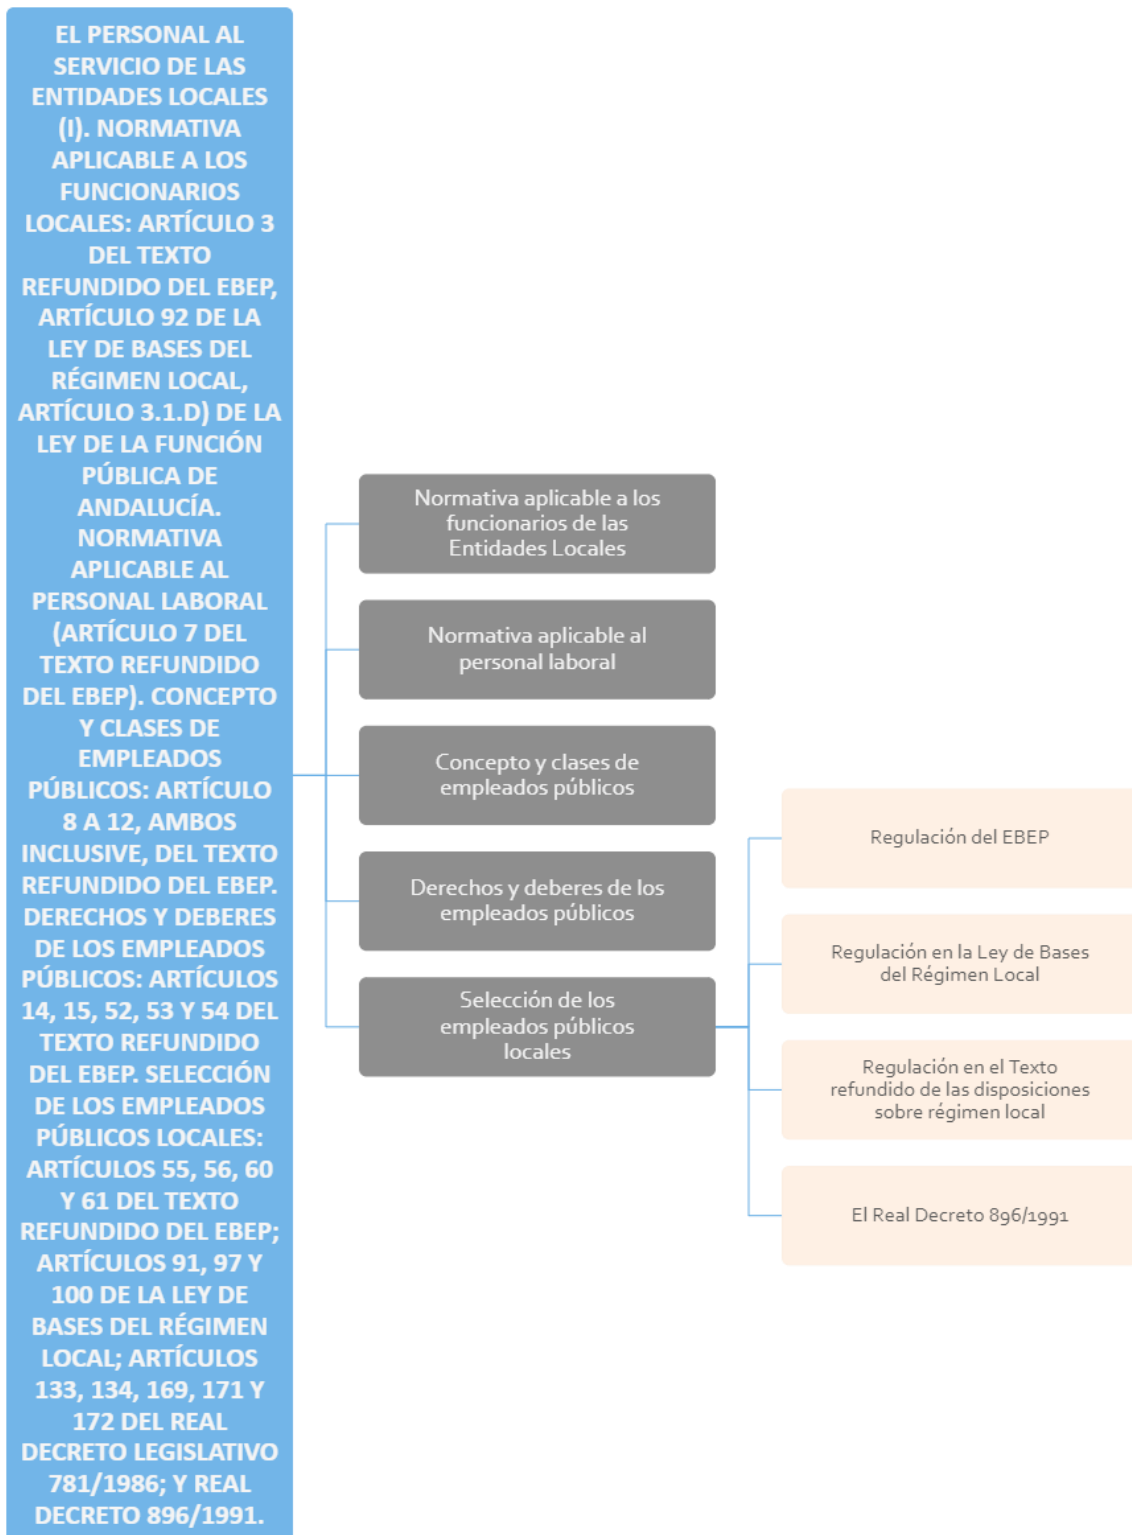 EL PERSONAL AL
SERVICIO DE LAS
ENTIDADES LOCALES
(I). NORMATIVA
APLICABLE A LOS
FUNCIONARIOS
LOCALES: ARTÍCULO 3
DEL TEXTO
REFUNDIDO DEL EBEP,
ARTÍCULO 92 DE LA
LEY DE BASES DEL
RÉGIMEN LOCAL,
ARTÍCULO 3.1.D) DE LA
LEY DE LA FUNCIÓN
PÚBLICA DE
ANDALUCÍA.
NORMATIVA
APLICABLE AL
PERSONAL LABORAL
(ARTÍCULO 7 DEL
TEXTO REFUNDIDO
DEL EBEP). CONCEPTO
Y CLASES DE
EMPLEADOS
PÚBLICOS: ARTÍCULO
8 A 12, AMBOS
INCLUSIVE, DEL TEXTO
REFUNDIDO DEL EBEP.
DERECHOS Y DEBERES
DE LOS EMPLEADOS
PÚBLICOS: ARTÍCULOS
14, 15, 52, 53 Y 54 DEL
TEXTO REFUNDIDO
DEL EBEP. SELECCIÓN
DE LOS EMPLEADOS
PÚBLICOS LOCALES:
ARTÍCULOS 55, 56, 60
Y 61 DEL TEXTO
REFUNDIDO DEL EBEP;
ARTÍCULOS 91, 97 Y
100 DE LA LEY DE
BASES DEL RÉGIMEN
LOCAL; ARTÍCULOS
133, 134, 169, 171 Y
172 DEL REAL
DECRETO LEGISLATIVO
781/1986; Y REAL
DECRETO 896/1991.
Normativa aplicable a los
funcionarios de las
Entidades Locales
Normativa aplicable al
personal laboral
Concepto y clases de
empleados públicos
Derechos y deberes de los
empleados públicos
Selección de los
empleados públicos
locales
Regulación del EBEP
Regulación en la Ley de Bases
del Régimen Local
Regulación en el Texto
refundido de las disposiciones
sobre régimen local
El Real Decreto 896/1991